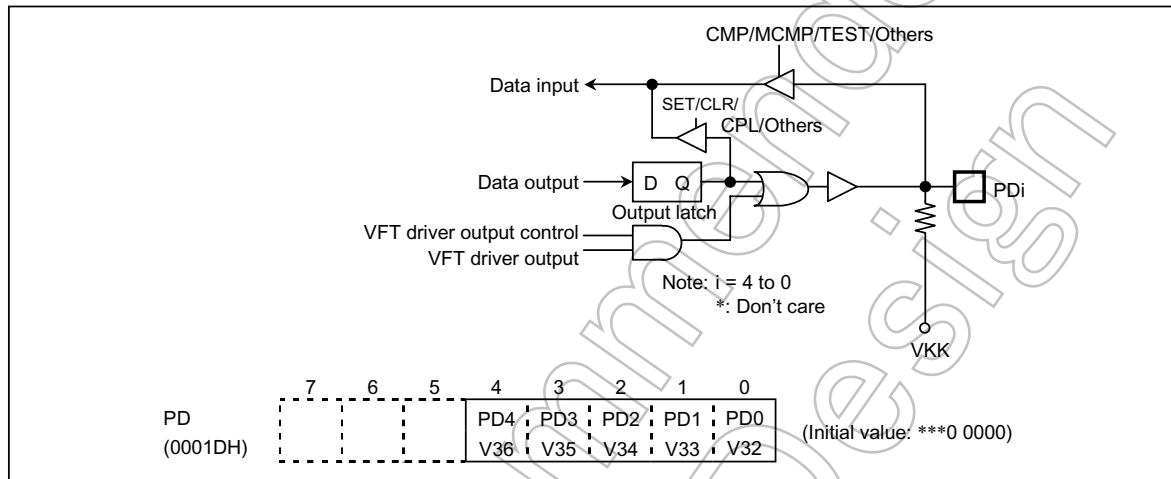 CMP/MCMP/TEST/Others
Data input
SET/CLR/
CPL/Others
Data output
D Q
PDi
Output latch
VFT driver output control
VFT driver output
Note: i = 4 to 0
*: Don't care
VKK
7 6 5 4 3 2 1 0
PD PD4 PD3 PD2 PD1 PD0 (Initial value: ***0 0000)
(0001DH) V36 V35 V34 V33 V32